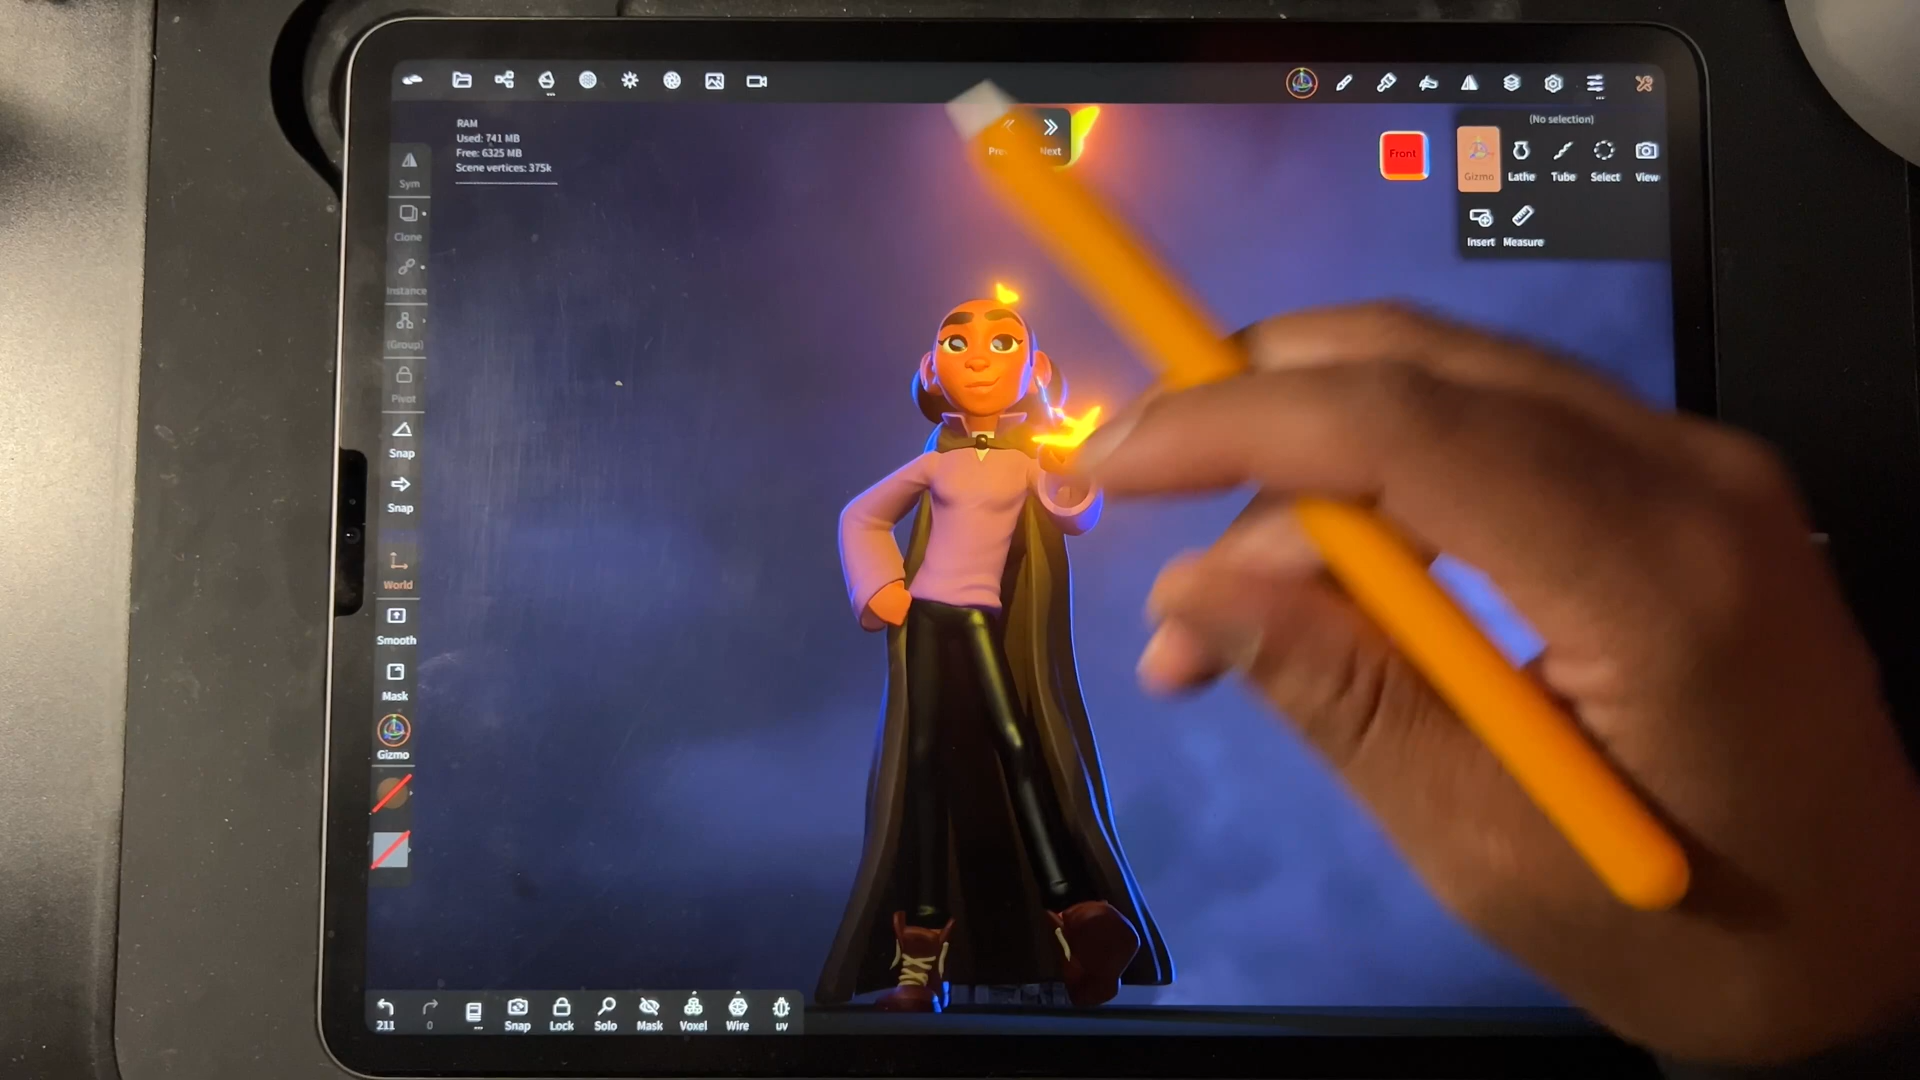 RAM
Used: 741 MB
Free: 6325 MB
Scene vertices: 375k
Next
Front
(No selection)
Gizmo
Lathe
Tube
Select
View
Insert
Measure
Sym
Clone
Instance
(Group)
Pivot
Snap
Snap
World
Smooth
Mask
Gizmo
211
0
Snap
Lock
Solo
Mask
Voxel
Wire
UV